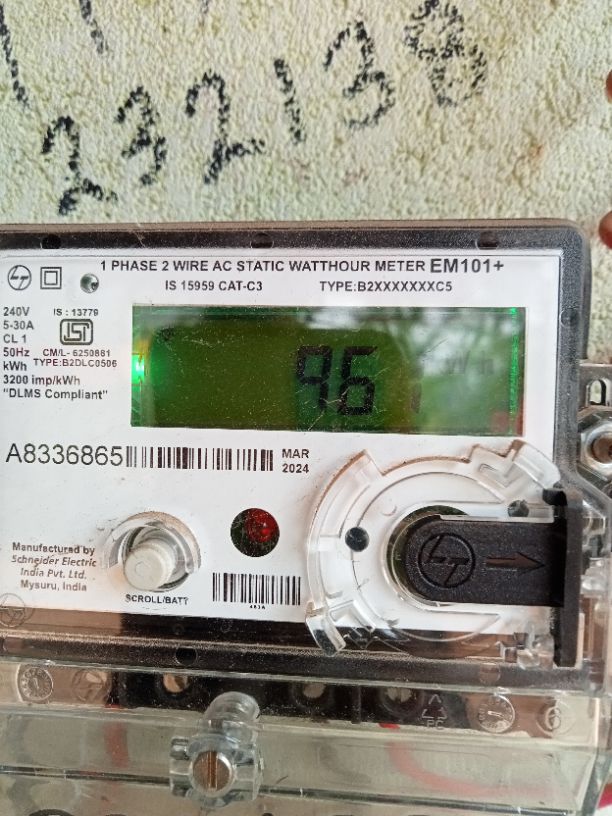 232138
1 PHASE 2 WIRE AC STATIC WATTHOUR METER EM101+
IS 15959 CAT-C3 TYPE:B2XXXXXXXC5
240V IS : 13779
5-30A
CL 1
50Hz CM/L- 6250881
kWh TYPE:B2DLC0506
3200 imp/kWh
"DLMS Compliant"
96
A8336865
MAR
2024
Manufactured by
Schneider Electric
India Pvt. Ltd.
Mysuru, India
SCROLL/BATT
LT